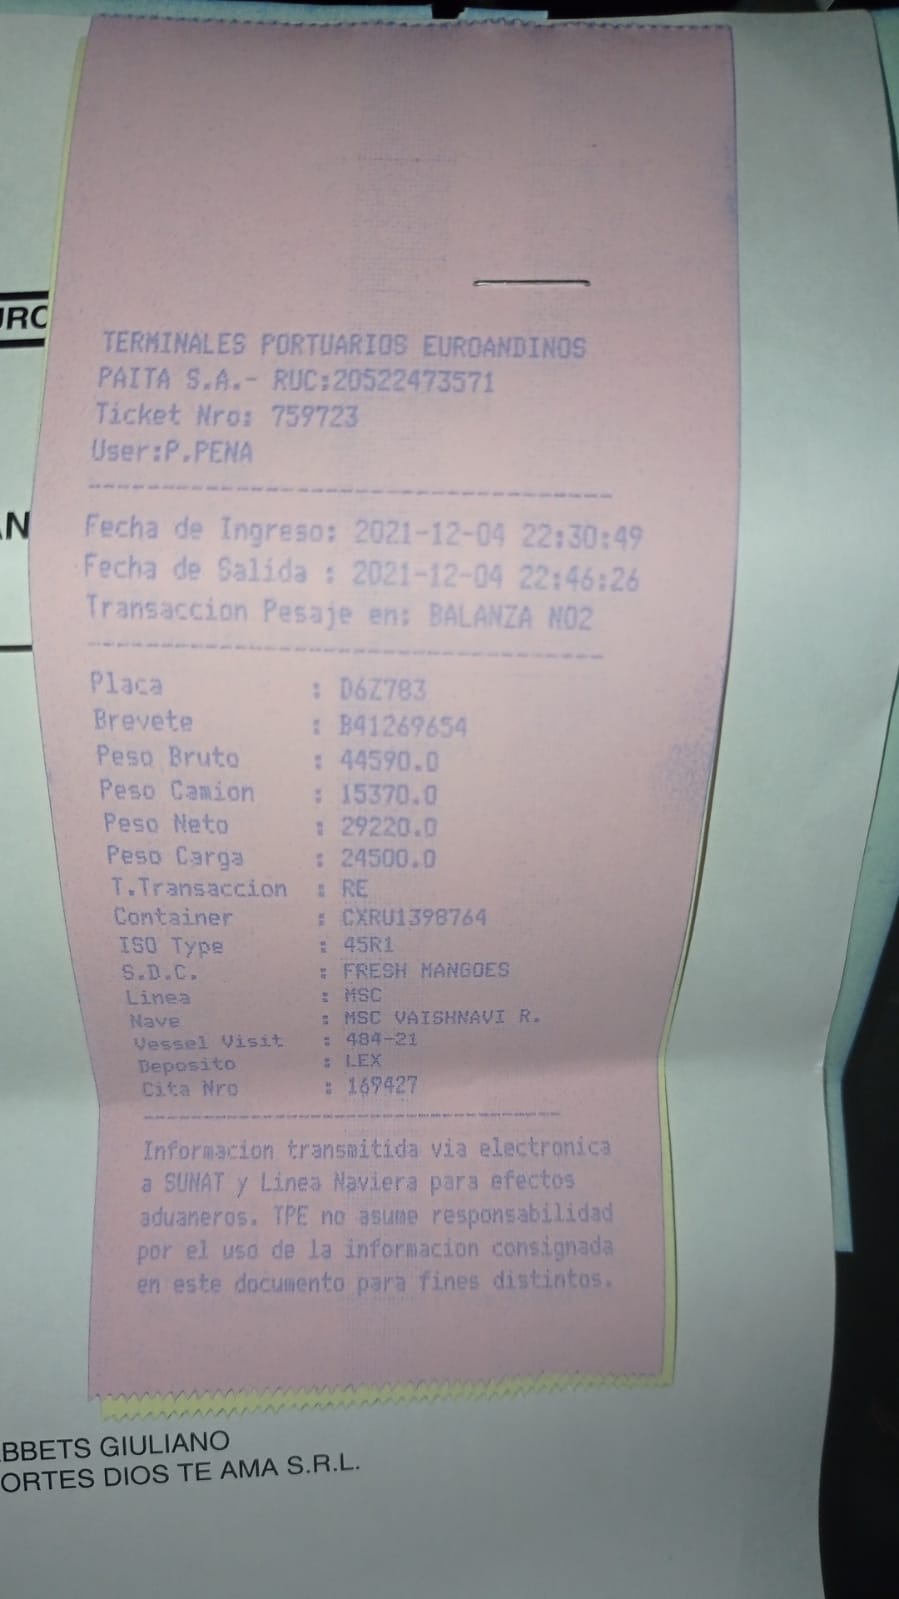 URO
AN
TERMINALES PORTUARIOS EUROANDINOS
PAITA S.A.- RUC:20522473571
Ticket Nro: 759723
User:P.PENA
Fecha de Ingreso: 2021-12-04 22:30:49
Fecha de Salida : 2021-12-04 22:46:26
Transaccion Pesaje en: BALANZA NO2
Placa : D6Z783
Brevete : B41269654
Peso Bruto : 44590.0
Peso Camion : 15370.0
Peso Neto : 29220.0
Peso Carga : 24500.0
T.Transaccion : RE
Container : CXRU1398764
ISO Type : 45R1
S.D.C. : FRESH MANGOES
Linea : MSC
Nave : MSC VAISHNAVI R.
Vessel Visit : 484-21
Deposito : LEX
Cita Nro : 169427
Informacion transmitida via electronica
a SUNAT y Linea Naviera para efectos
aduaneros. TPE no asume responsabilidad
por el uso de la informacion consignada
en este documento para fines distintos.
BBETS GIULIANO
ORTES DIOS TE AMA S.R.L.